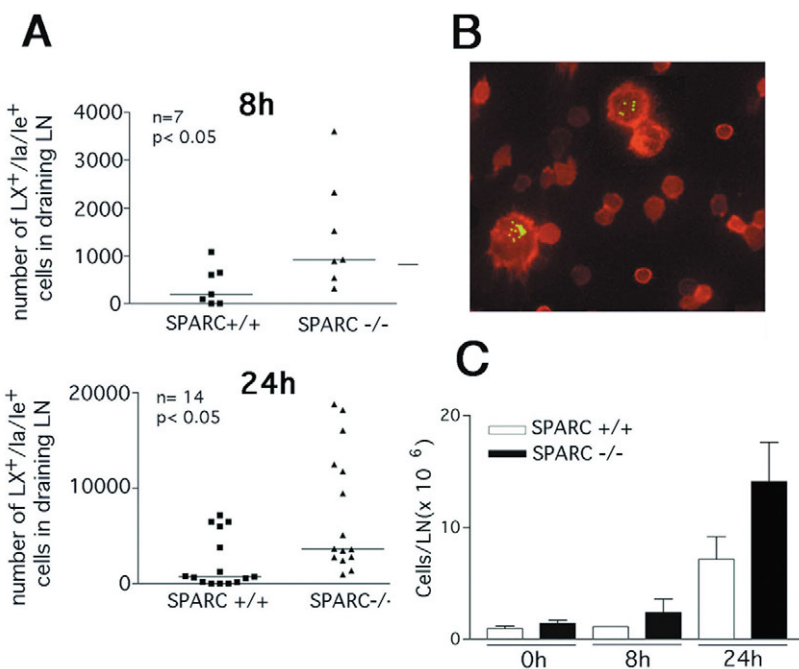 A
8h
n=7
p< 0.05
4000
3000
2000
1000
0
number of LX+/Ia/Ie+
cells in draining LN
SPARC+/+
SPARC -/-
24h
n= 14
p< 0.05
20000
10000
0
number of LX+/Ia/Ie+
cells in draining LN
SPARC +/+
SPARC-/-
B
C
20
10
0
Cells/LN(x 10 6)
SPARC +/+
SPARC -/-
0h
8h
24h